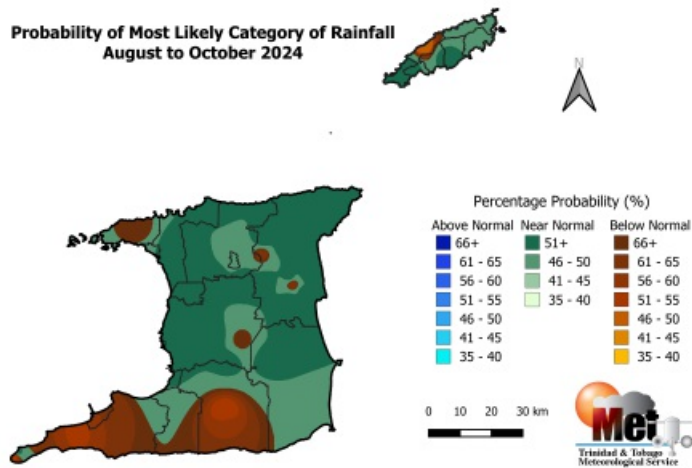 Probability of Most Likely Category of Rainfall
August to October 2024
N
Percentage Probability (%)
Above Normal Near Normal Below Normal
66+ 51+ 66+
61 - 65 46 - 50 61 - 65
56 - 60 41 - 45 56 - 60
51 - 55 35 - 40 51 - 55
46 - 50 46 - 50
41 - 45 41 - 45
35 - 40 35 - 40
0 10 20 30 km
Met
Trinidad & Tobago
Meteorological Service